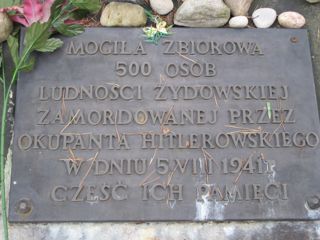 MOGIŁA ZBIOROWA
500 OSÓB
LUDNOŚCI ŻYDOWSKIEJ
ZAMORDOWANEJ PRZEZ
OKUPANTA HITLEROWSKIEGO
W DNIU 5 VIII 1941 r.
CZEŚĆ ICH PAMIĘCI